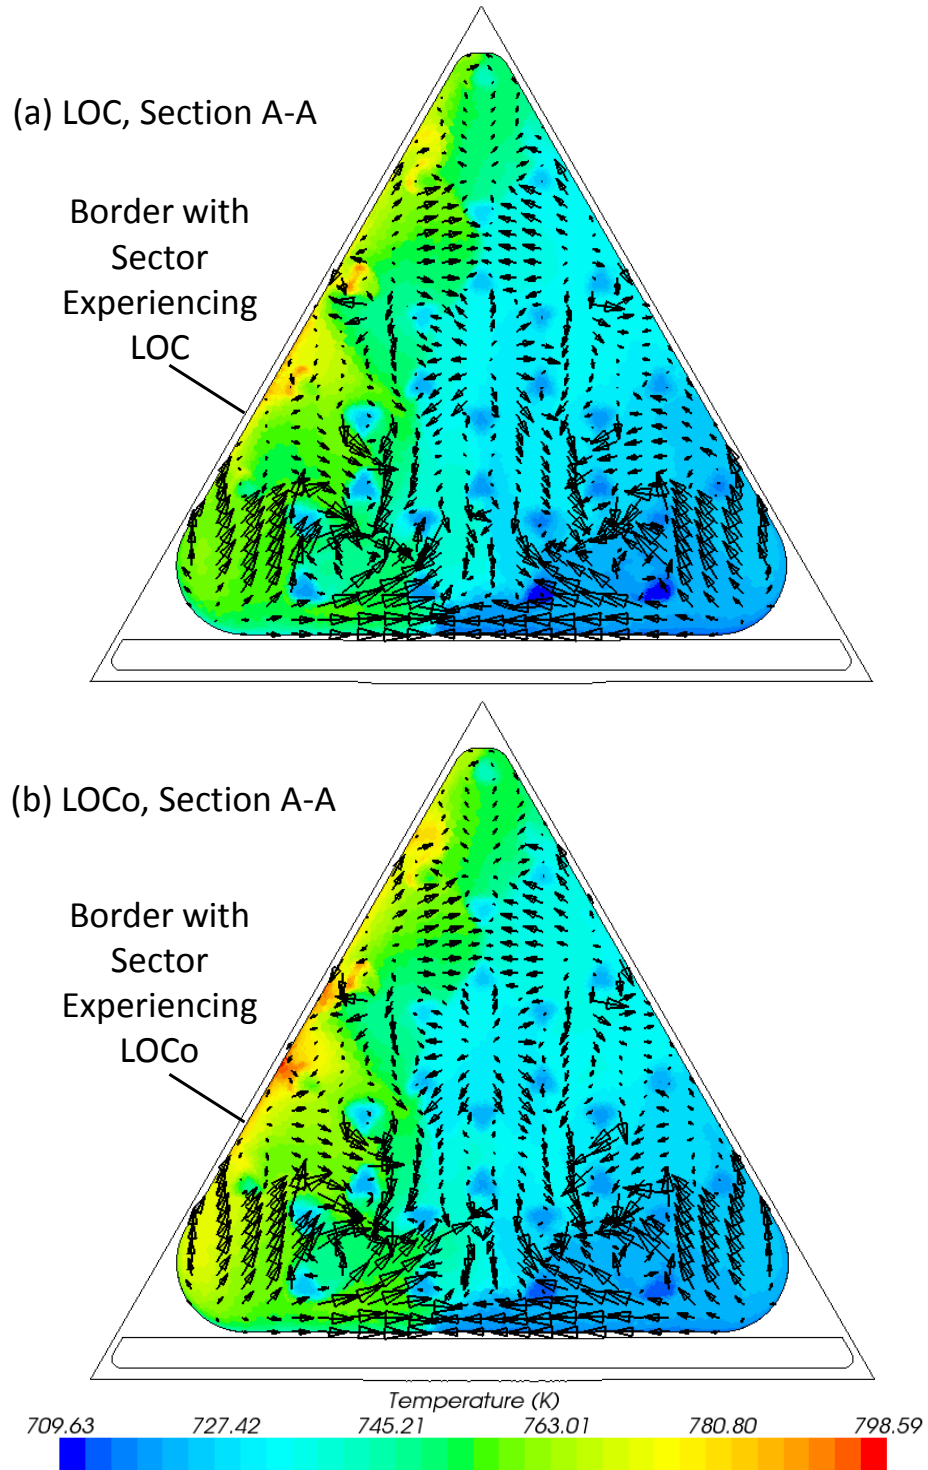 (a) LOC, Section A-A
Border with
Sector
Experiencing
LOC
(b) LOCo, Section A-A
Border with
Sector
Experiencing
LOCo
Temperature (K)
709.63 727.42 745.21 763.01 780.80 798.59